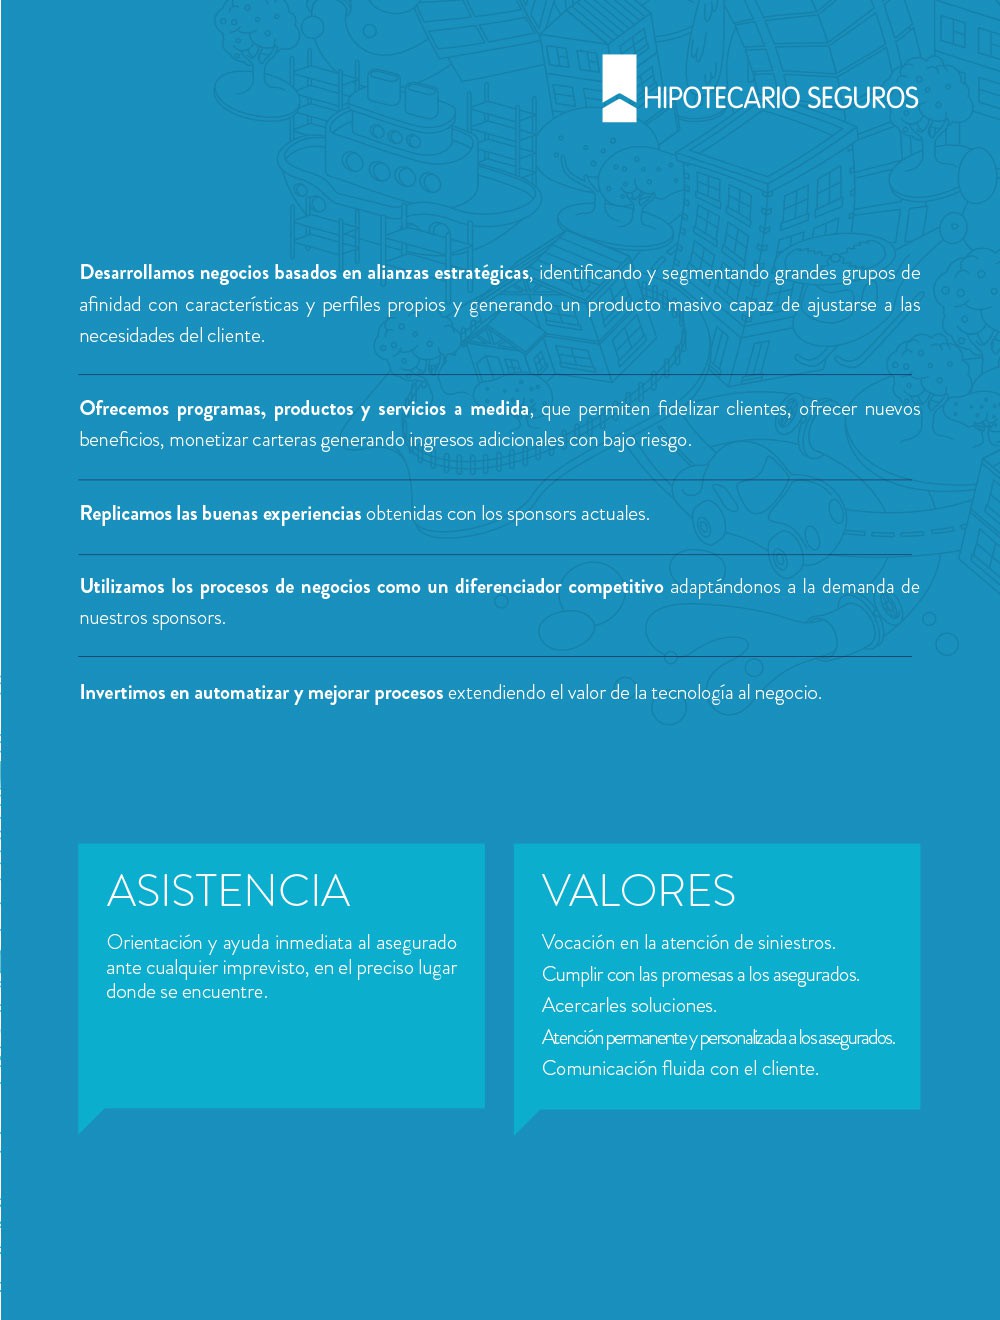 HIPOTECARIO SEGUROS
Desarrollamos negocios basados en alianzas estratégicas, identificando y segmentando grandes grupos de
afinidad con características y perfiles propios y generando un producto masivo capaz de ajustarse a las
necesidades del cliente.
Ofrecemos programas, productos y servicios a medida, que permiten fidelizar clientes, ofrecer nuevos
beneficios, monetizar carteras generando ingresos adicionales con bajo riesgo.
Replicamos las buenas experiencias obtenidas con los sponsors actuales.
Utilizamos los procesos de negocios como un diferenciador competitivo adaptándonos a la demanda de
nuestros sponsors.
Invertimos en automatizar y mejorar procesos extendiendo el valor de la tecnología al negocio.
ASISTENCIA
Orientación y ayuda inmediata al asegurado
ante cualquier imprevisto, en el preciso lugar
donde se encuentre.
VALORES
Vocación en la atención de siniestros.
Cumplir con las promesas a los asegurados.
Acercarles soluciones.
Atención permanente y personalizada a los asegurados.
Comunicación fluida con el cliente.